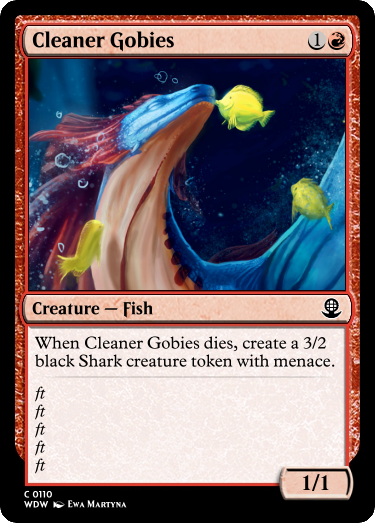 Cleaner Gobies 1
Creature — Fish
When Cleaner Gobies dies, create a 3/2
black Shark creature token with menace.
ft
ft
ft
ft
ft
1/1
C 0110
WDW Ewa Martyna